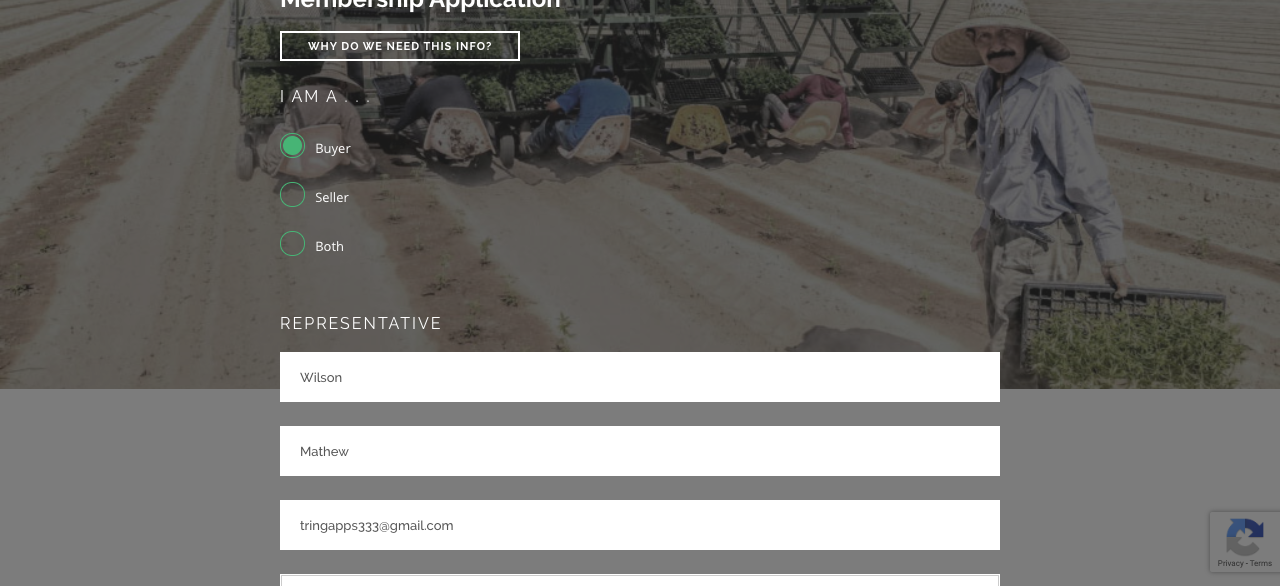 Membership Application
WHY DO WE NEED THIS INFO?
I AM A . . .
Buyer
Seller
Both
REPRESENTATIVE
Wilson
Mathew
tringapps333@gmail.com
Privacy - Terms